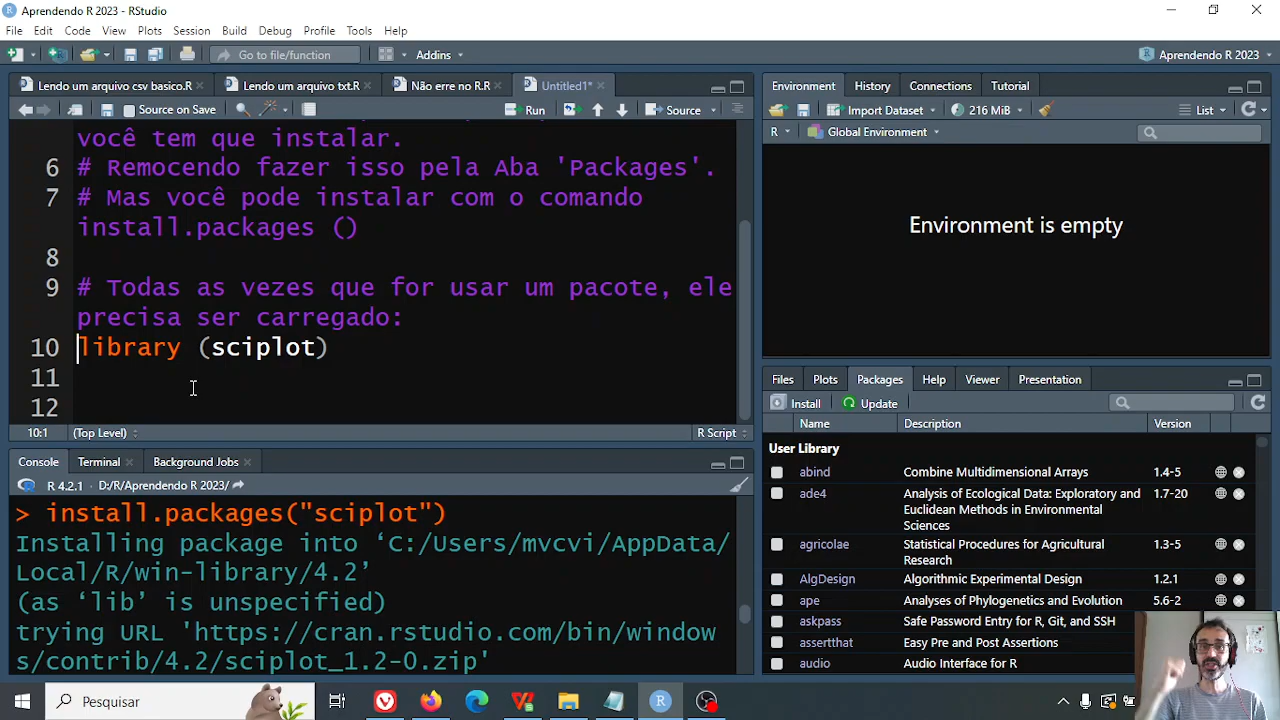 Aprendendo R 2023 - RStudio
File Edit Code View Plots Session Build Debug Profile Tools Help
Go to file/function Addins Aprendendo R 2023
Lendo um arquivo csv basico.R Lendo um arquivo txt.R Não erre no R.R Untitled1*
Source on Save Run Source
você tem que instalar.
6 # Remocendo fazer isso pela Aba 'Packages'.
7 # Mas você pode instalar com o comando
install.packages ()
8
9 # Todas as vezes que for usar um pacote, ele
precisa ser carregado:
10 library (sciplot)
11
12
10:1 (Top Level) R Script
Console Terminal Background Jobs
R 4.2.1 · D:/R/Aprendendo R 2023/
> install.packages("sciplot")
Installing package into ‘C:/Users/mvcvi/AppData/
Local/R/win-library/4.2’
(as ‘lib’ is unspecified)
trying URL 'https://cran.rstudio.com/bin/window
s/contrib/4.2/sciplot_1.2-0.zip'
Environment History Connections Tutorial
Import Dataset 216 MiB List
R Global Environment
Environment is empty
Files Plots Packages Help Viewer Presentation
Install Update
Name Description Version
User Library
abind Combine Multidimensional Arrays 1.4-5
ade4 Analysis of Ecological Data: Exploratory and 1.7-20
Euclidean Methods in Environmental
Sciences
agricolae Statistical Procedures for Agricultural 1.3-5
Research
AlgDesign Algorithmic Experimental Design 1.2.1
ape Analyses of Phylogenetics and Evolution 5.6-2
askpass Safe Password Entry for R, Git, and SSH
assertthat Easy Pre and Post Assertions
audio Audio Interface for R
Pesquisar